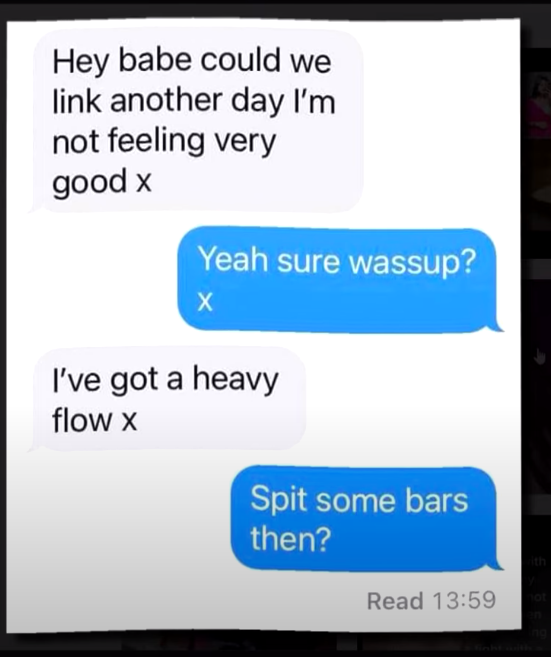 Hey babe could we
link another day I'm
not feeling very
good x
Yeah sure wassup?
x
I've got a heavy
flow x
Spit some bars
then?
Read 13:59